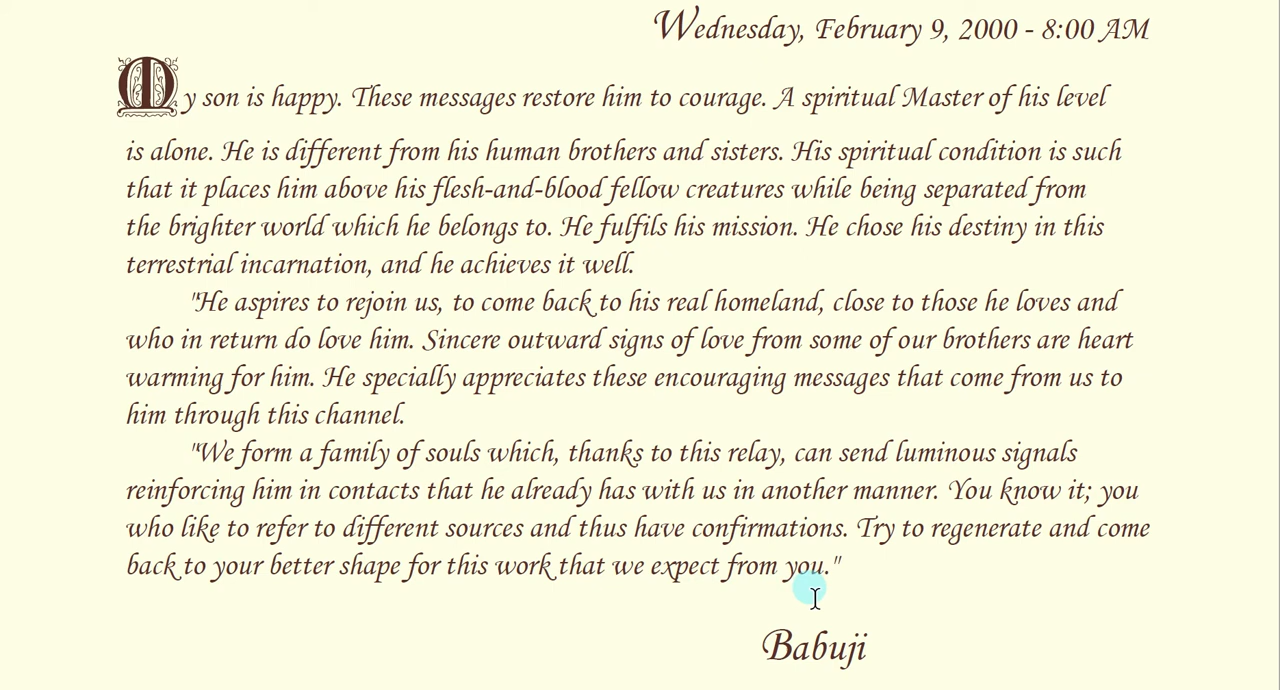 Wednesday, February 9, 2000 - 8:00 AM
My son is happy. These messages restore him to courage. A spiritual Master of his level
is alone. He is different from his human brothers and sisters. His spiritual condition is such
that it places him above his flesh-and-blood fellow creatures while being separated from
the brighter world which he belongs to. He fulfils his mission. He chose his destiny in this
terrestrial incarnation, and he achieves it well.
"He aspires to rejoin us, to come back to his real homeland, close to those he loves and
who in return do love him. Sincere outward signs of love from some of our brothers are heart
warming for him. He specially appreciates these encouraging messages that come from us to
him through this channel.
"We form a family of souls which, thanks to this relay, can send luminous signals
reinforcing him in contacts that he already has with us in another manner. You know it; you
who like to refer to different sources and thus have confirmations. Try to regenerate and come
back to your better shape for this work that we expect from you."
Babuji